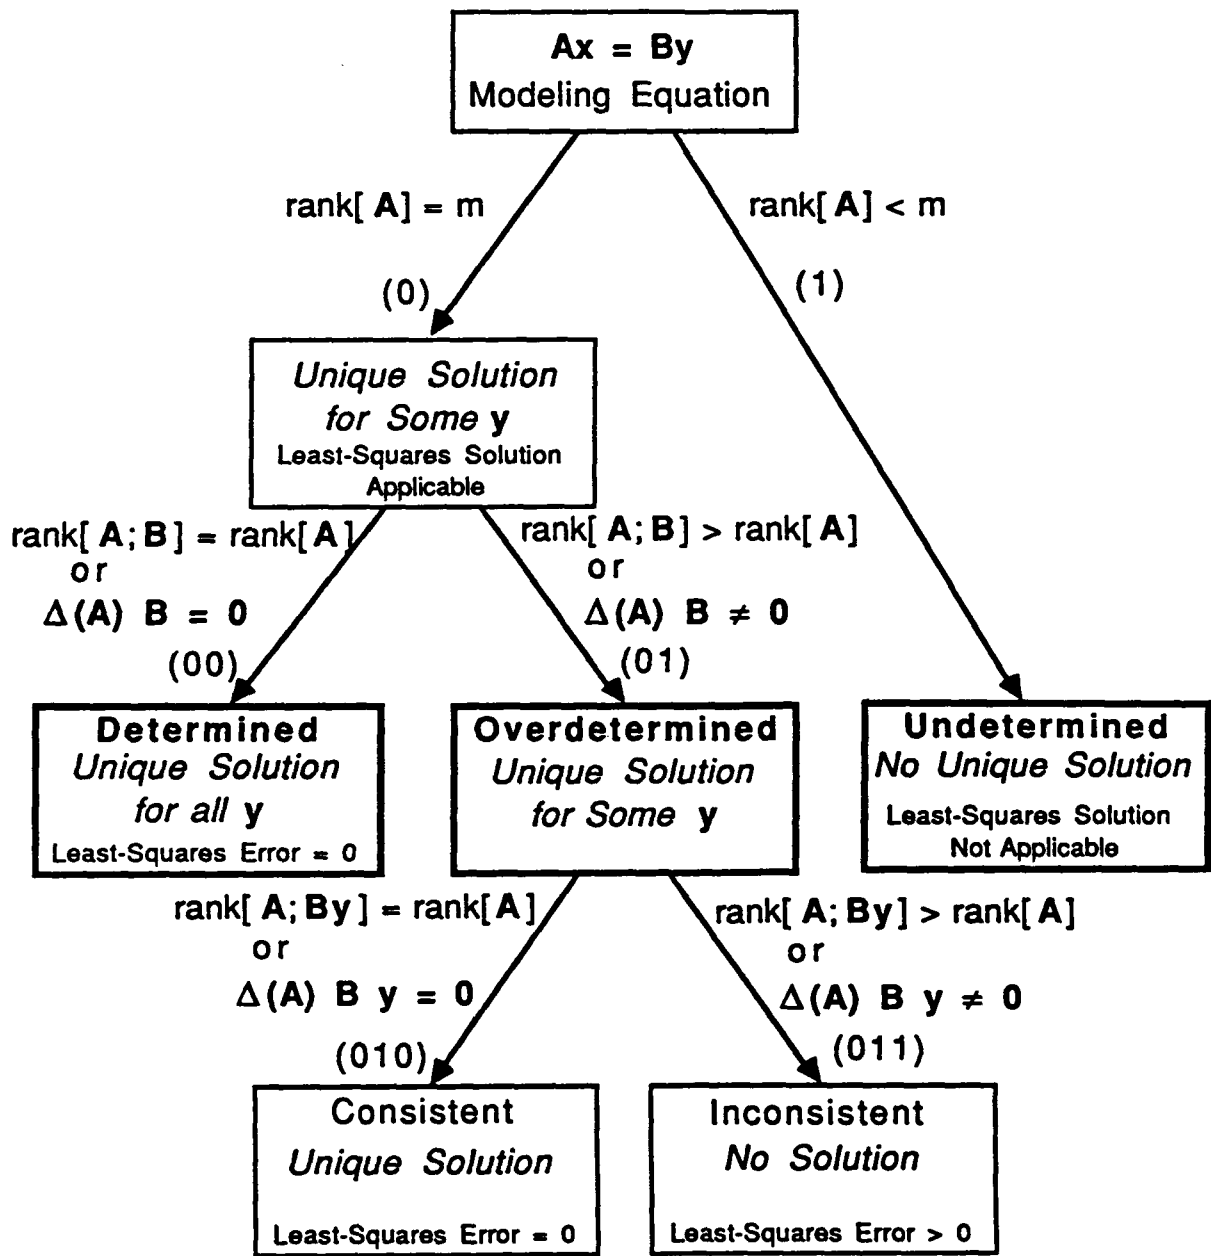 Ax = By
Modeling Equation
rank[ A] = m
rank[ A] < m
(0)
(1)
Unique Solution
for Some y
Least-Squares Solution
Applicable
rank[ A; B] = rank[ A]
or
Δ(A) B = 0
(00)
rank[ A; B] > rank[ A]
or
Δ(A) B ≠ 0
(01)
Determined
Unique Solution
for all y
Least-Squares Error = 0
Overdetermined
Unique Solution
for Some y
Undetermined
No Unique Solution
Least-Squares Solution
Not Applicable
rank[ A; By] = rank[ A]
or
Δ(A) B y = 0
(010)
rank[ A; By] > rank[ A]
or
Δ(A) B y ≠ 0
(011)
Consistent
Unique Solution
Least-Squares Error = 0
Inconsistent
No Solution
Least-Squares Error > 0